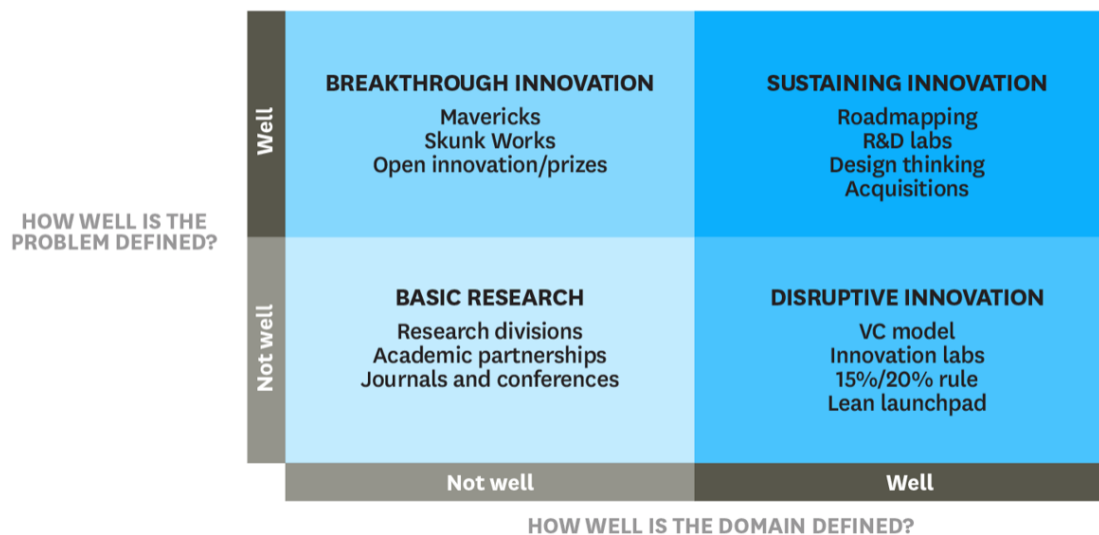 BREAKTHROUGH INNOVATION
Mavericks
Skunk Works
Open innovation/prizes
SUSTAINING INNOVATION
Roadmapping
R&D labs
Design thinking
Acquisitions
Well
HOW WELL IS THE
PROBLEM DEFINED?
BASIC RESEARCH
Research divisions
Academic partnerships
Journals and conferences
DISRUPTIVE INNOVATION
VC model
Innovation labs
15%/20% rule
Lean launchpad
Not well
Not well
Well
HOW WELL IS THE DOMAIN DEFINED?